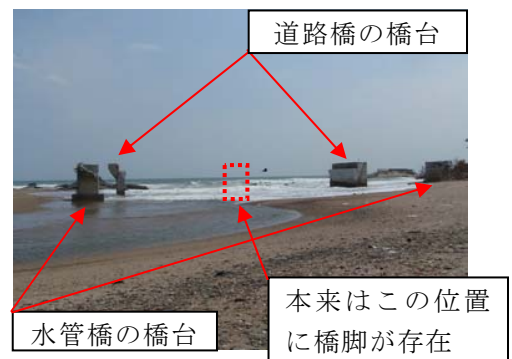 道路橋の橋台
水管橋の橋台
本来はこの位置
に橋脚が存在